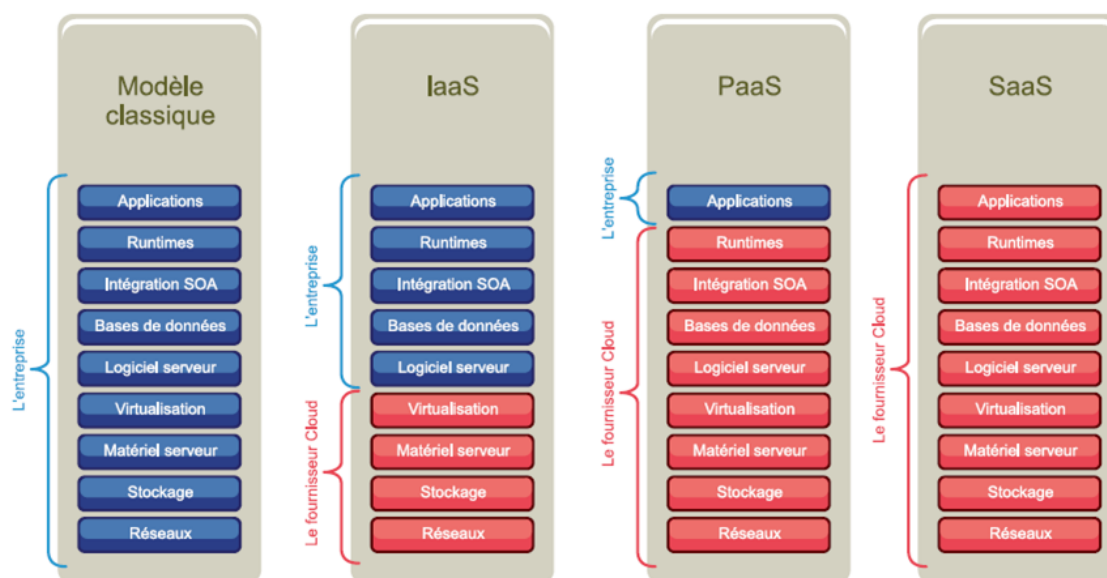 Modèle
classique
L'entreprise
Applications
Runtimes
Intégration SOA
Bases de données
Logiciel serveur
Virtualisation
Matériel serveur
Stockage
Réseaux
IaaS
L'entreprise
Applications
Runtimes
Intégration SOA
Bases de données
Logiciel serveur
Le fournisseur Cloud
Virtualisation
Matériel serveur
Stockage
Réseaux
PaaS
L'entreprise
Applications
Le fournisseur Cloud
Runtimes
Intégration SOA
Bases de données
Logiciel serveur
Virtualisation
Matériel serveur
Stockage
Réseaux
SaaS
Le fournisseur Cloud
Applications
Runtimes
Intégration SOA
Bases de données
Logiciel serveur
Virtualisation
Matériel serveur
Stockage
Réseaux